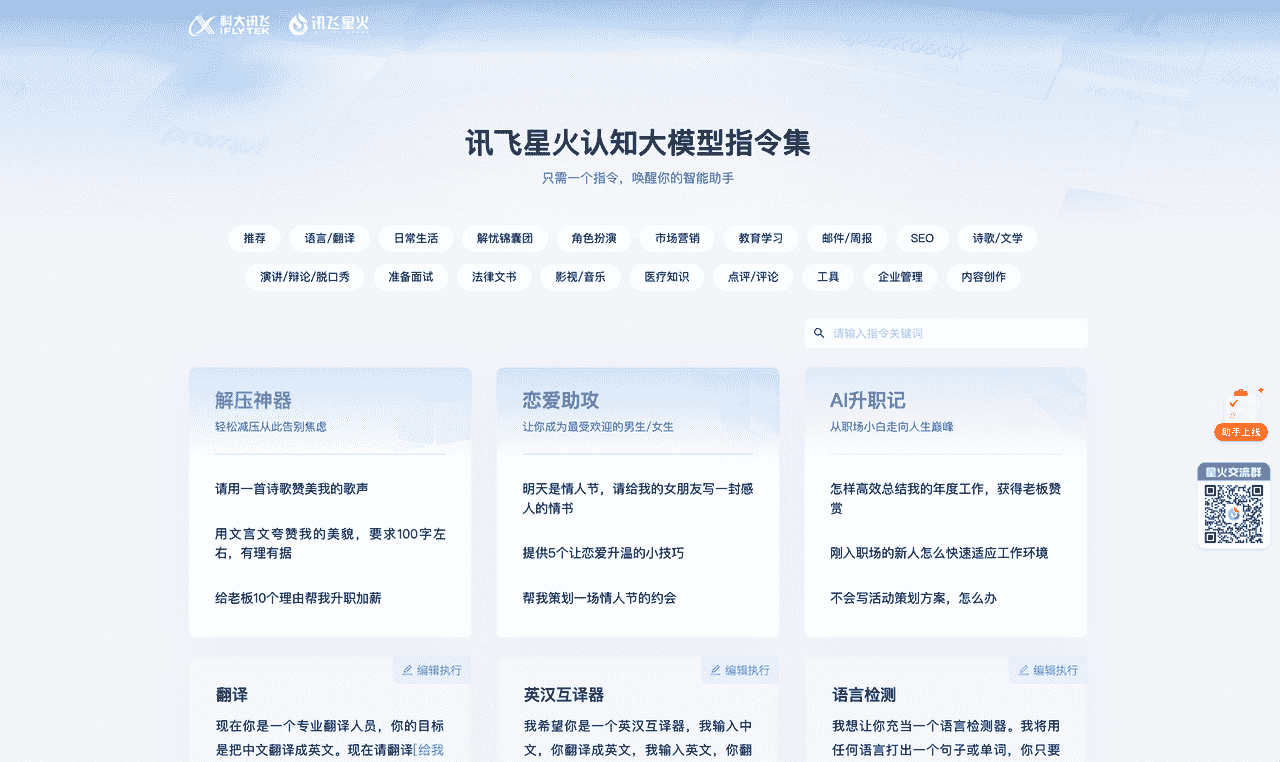 科大讯飞
iFLYTEK
讯飞星火
sparkdesk
prompt
讯飞星火认知大模型指令集
只需一个指令，唤醒你的智能助手
推荐
语言/翻译
日常生活
解忧锦囊团
角色扮演
市场营销
教育学习
邮件/周报
SEO
诗歌/文学
演讲/辩论/脱口秀
准备面试
法律文书
影视/音乐
医疗知识
点评/评论
工具
企业管理
内容创作
请输入指令关键词
解压神器
轻松减压从此告别焦虑
请用一首诗歌赞美我的歌声
用文言文夸赞我的美貌，要求100字左
右，有理有据
给老板10个理由帮我升职加薪
恋爱助攻
让你成为最受欢迎的男生/女生
明天是情人节，请给我的女朋友写一封感
人的情书
提供5个让恋爱升温的小技巧
帮我策划一场情人节的约会
AI升职记
从职场小白走向人生巅峰
怎样高效总结我的年度工作，获得老板赞
赏
刚入职场的新人怎么快速适应工作环境
不会写活动策划方案，怎么办
助手上线
星火交流群
编辑执行
翻译
现在你是一个专业翻译人员，你的目标
是把中文翻译成英文。现在请翻译[给我
编辑执行
英汉互译器
我希望你是一个英汉互译器，我输入中
文，你翻译成英文，我输入英文，你翻
编辑执行
语言检测
我想让你充当一个语言检测器。我将用
任何语言打出一个句子或单词，你只要